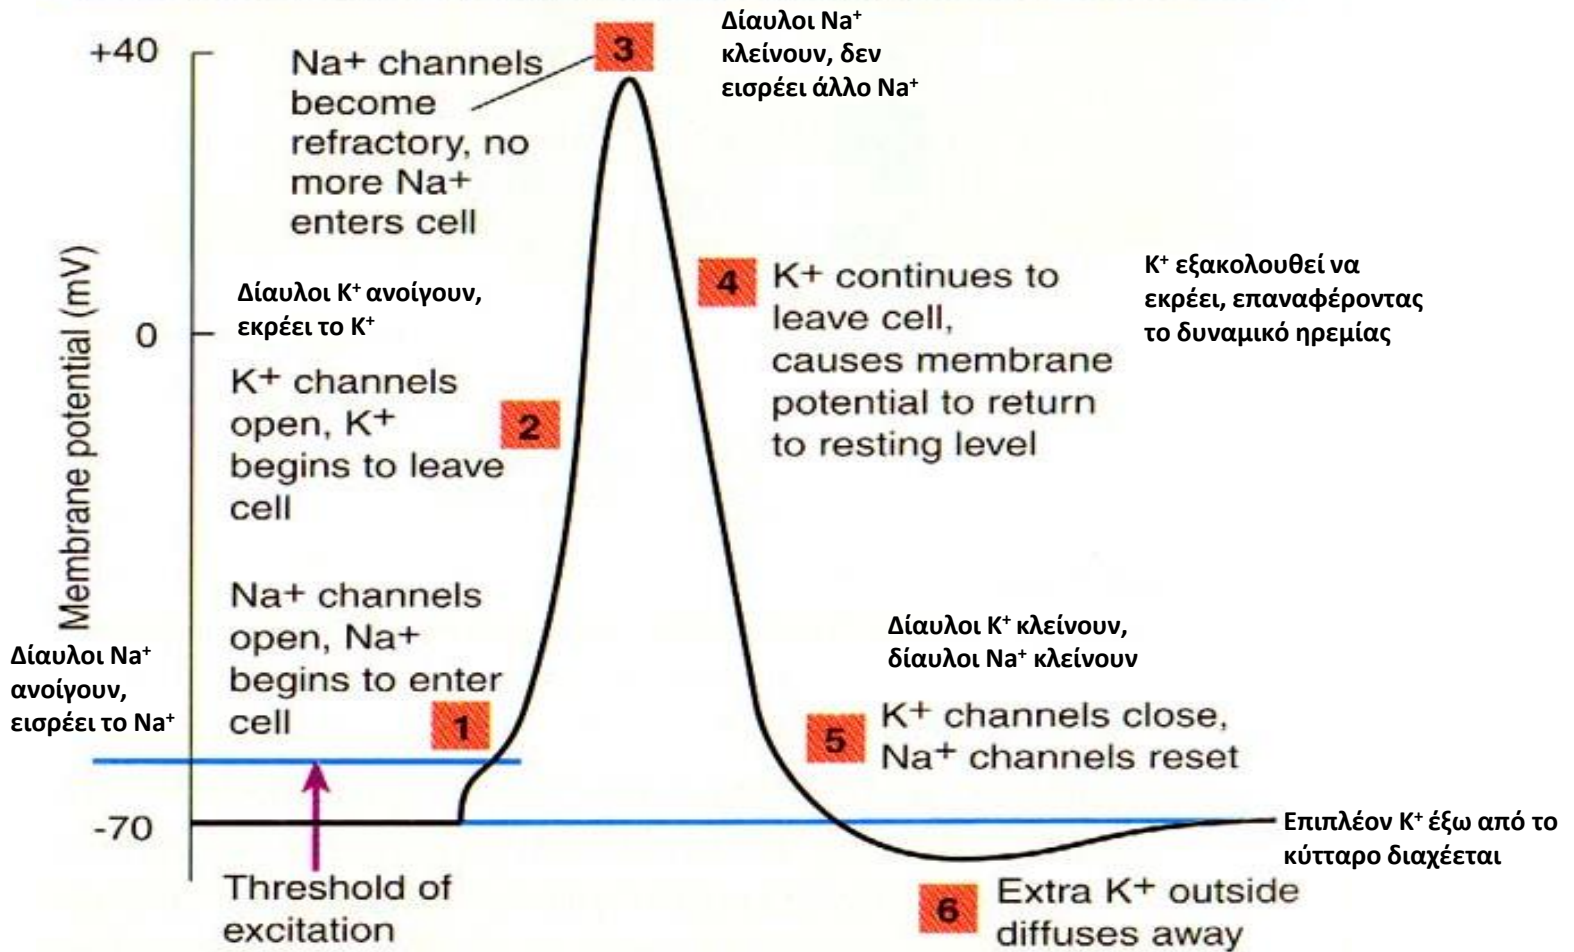 +40
0
-70
Membrane potential (mV)
Na+ channels
become
refractory, no
more Na+
enters cell
3
Δίαυλοι Na⁺
κλείνουν, δεν
εισρέει άλλο Na⁺
Δίαυλοι K⁺ ανοίγουν,
εκρέει το K⁺
K+ channels
open, K+
begins to leave
cell
2
4
K+ continues to
leave cell,
causes membrane
potential to return
to resting level
K⁺ εξακολουθεί να
εκρέει, επαναφέροντας
το δυναμικό ηρεμίας
Na+ channels
open, Na+
begins to enter
cell
1
Δίαυλοι Na⁺
ανοίγουν,
εισρέει το Na⁺
Δίαυλοι K⁺ κλείνουν,
δίαυλοι Na⁺ κλείνουν
5
K+ channels close,
Na+ channels reset
Threshold of
excitation
Επιπλέον K⁺ έξω από το
κύτταρο διαχέεται
6
Extra K+ outside
diffuses away